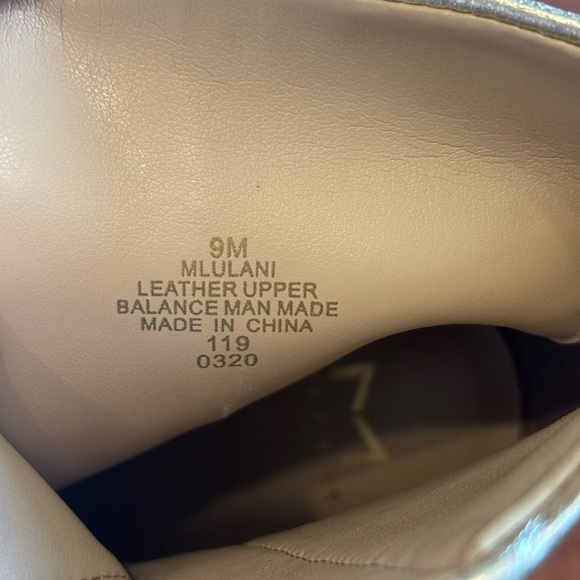 9M
MLULANI
LEATHER UPPER
BALANCE MAN MADE
MADE IN CHINA
119
0320